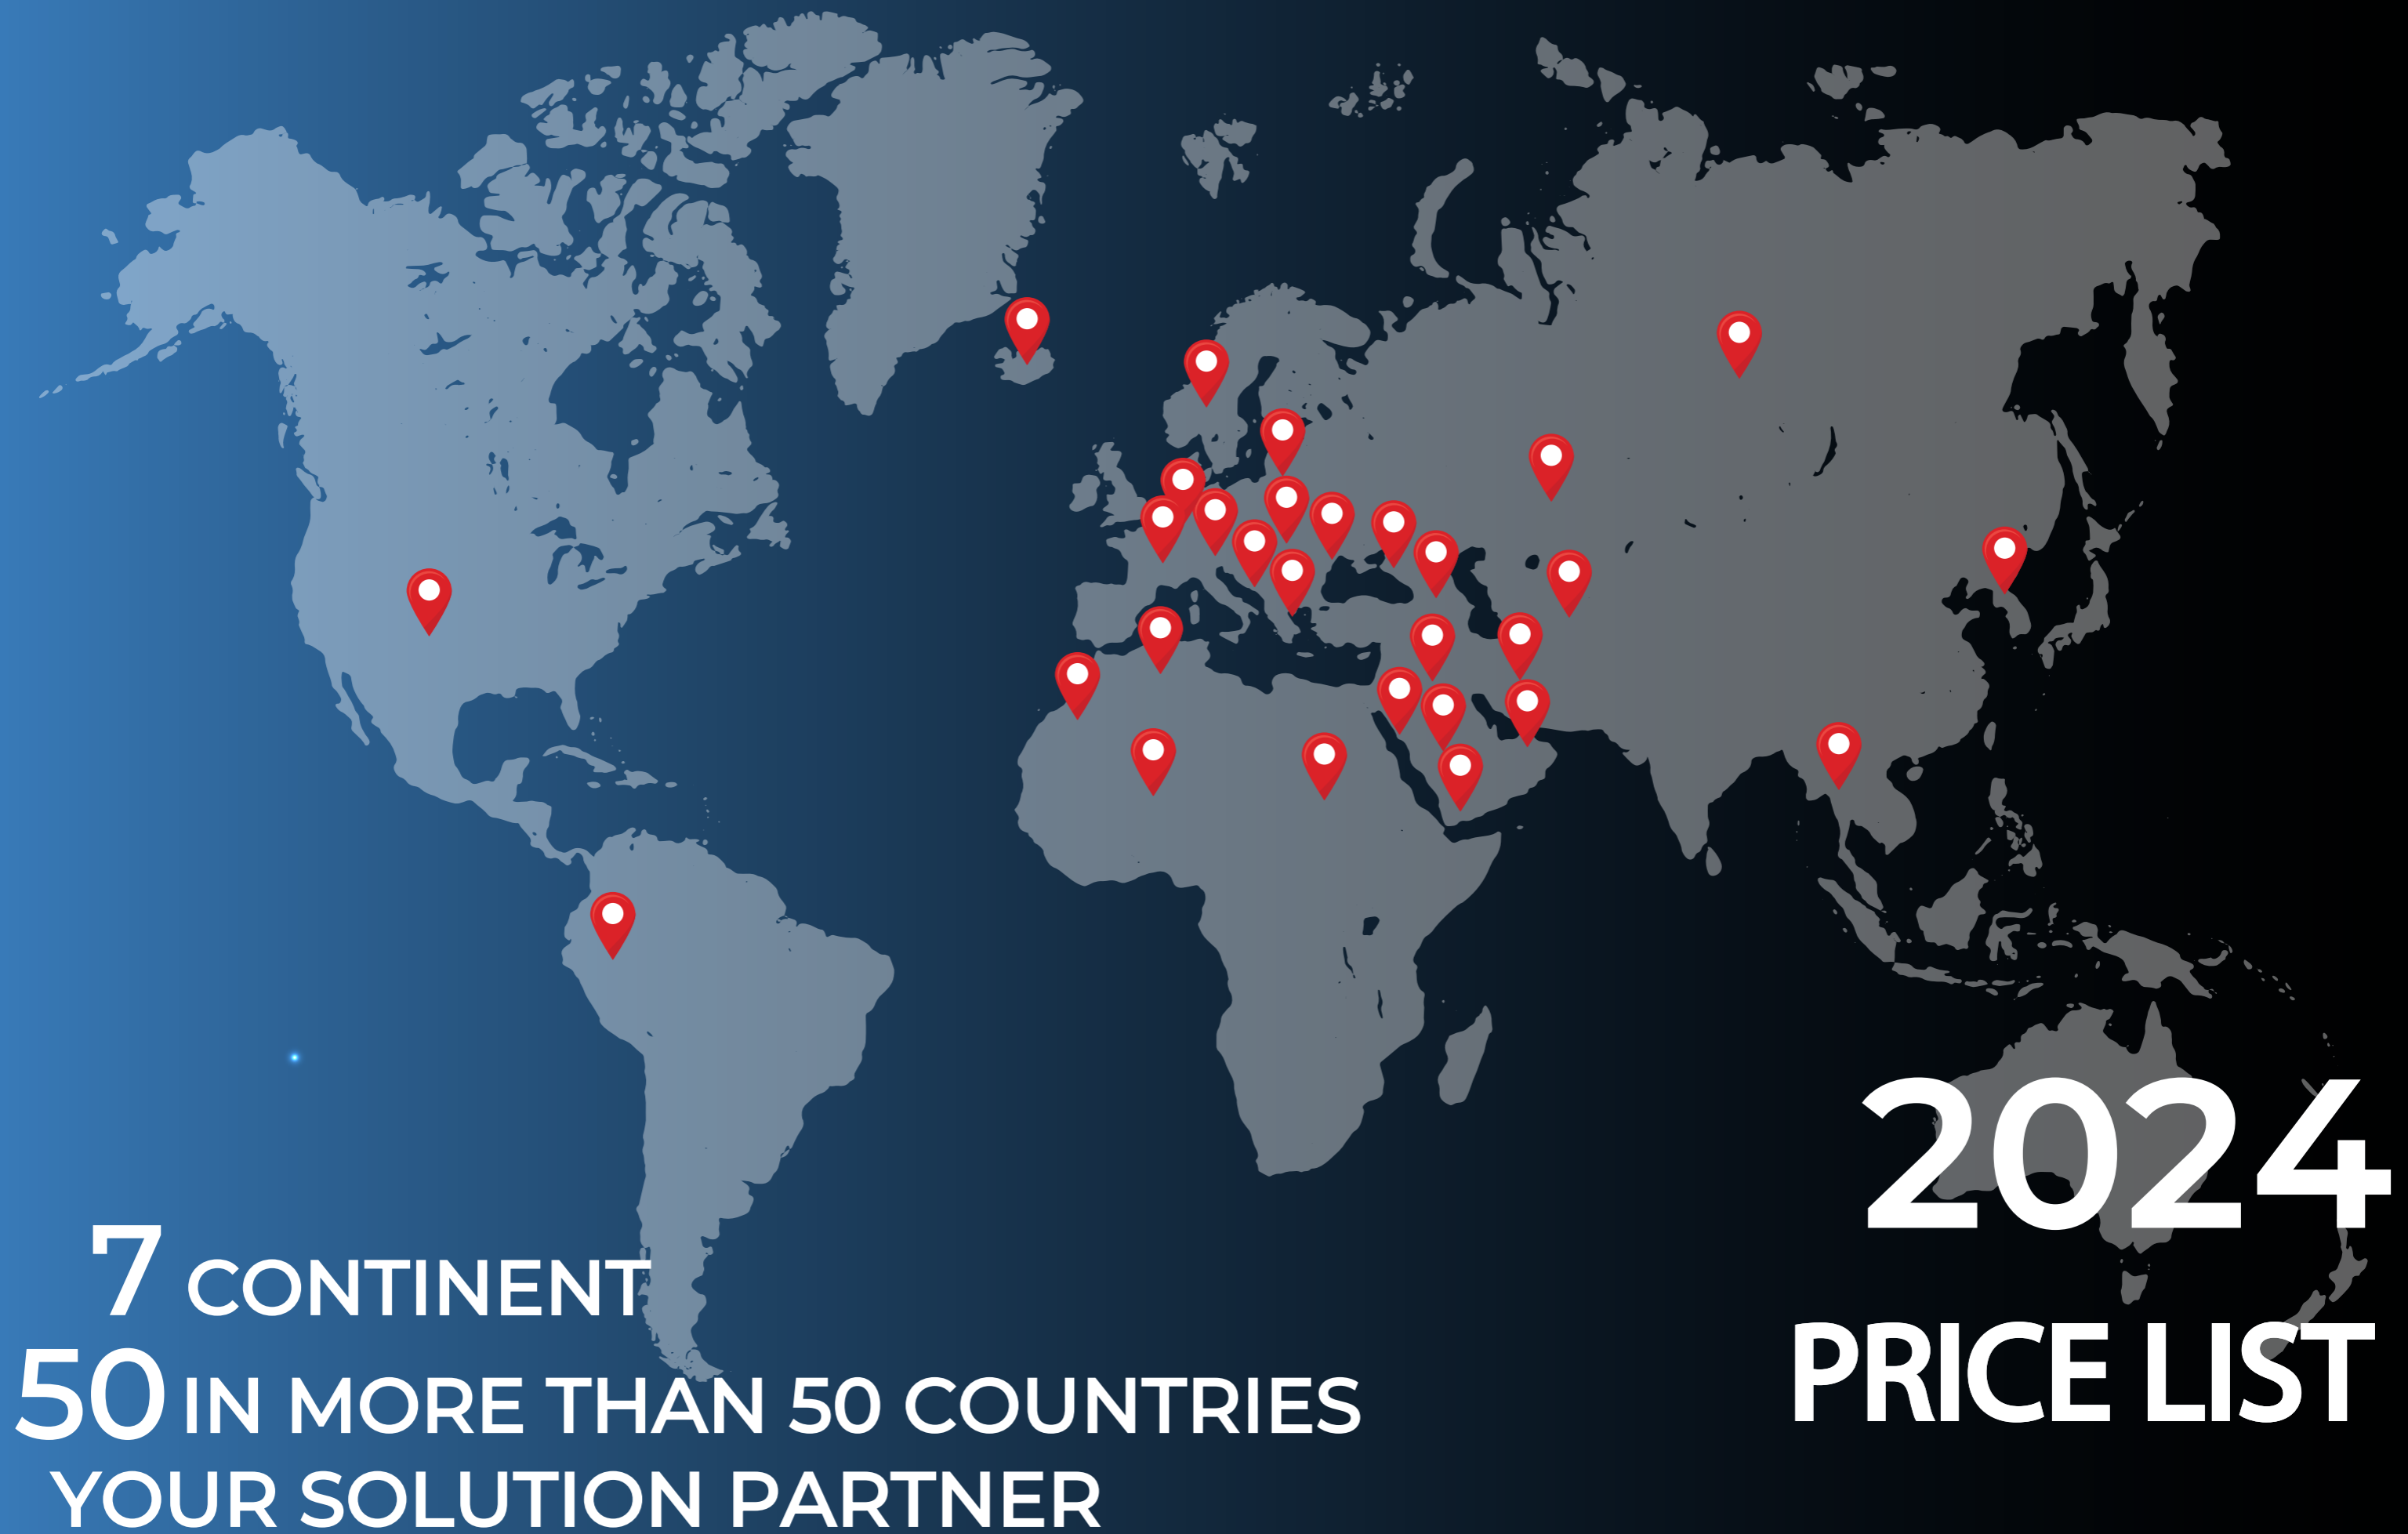 7 CONTINENT
50 IN MORE THAN 50 COUNTRIES
YOUR SOLUTION PARTNER
2024
PRICE LIST